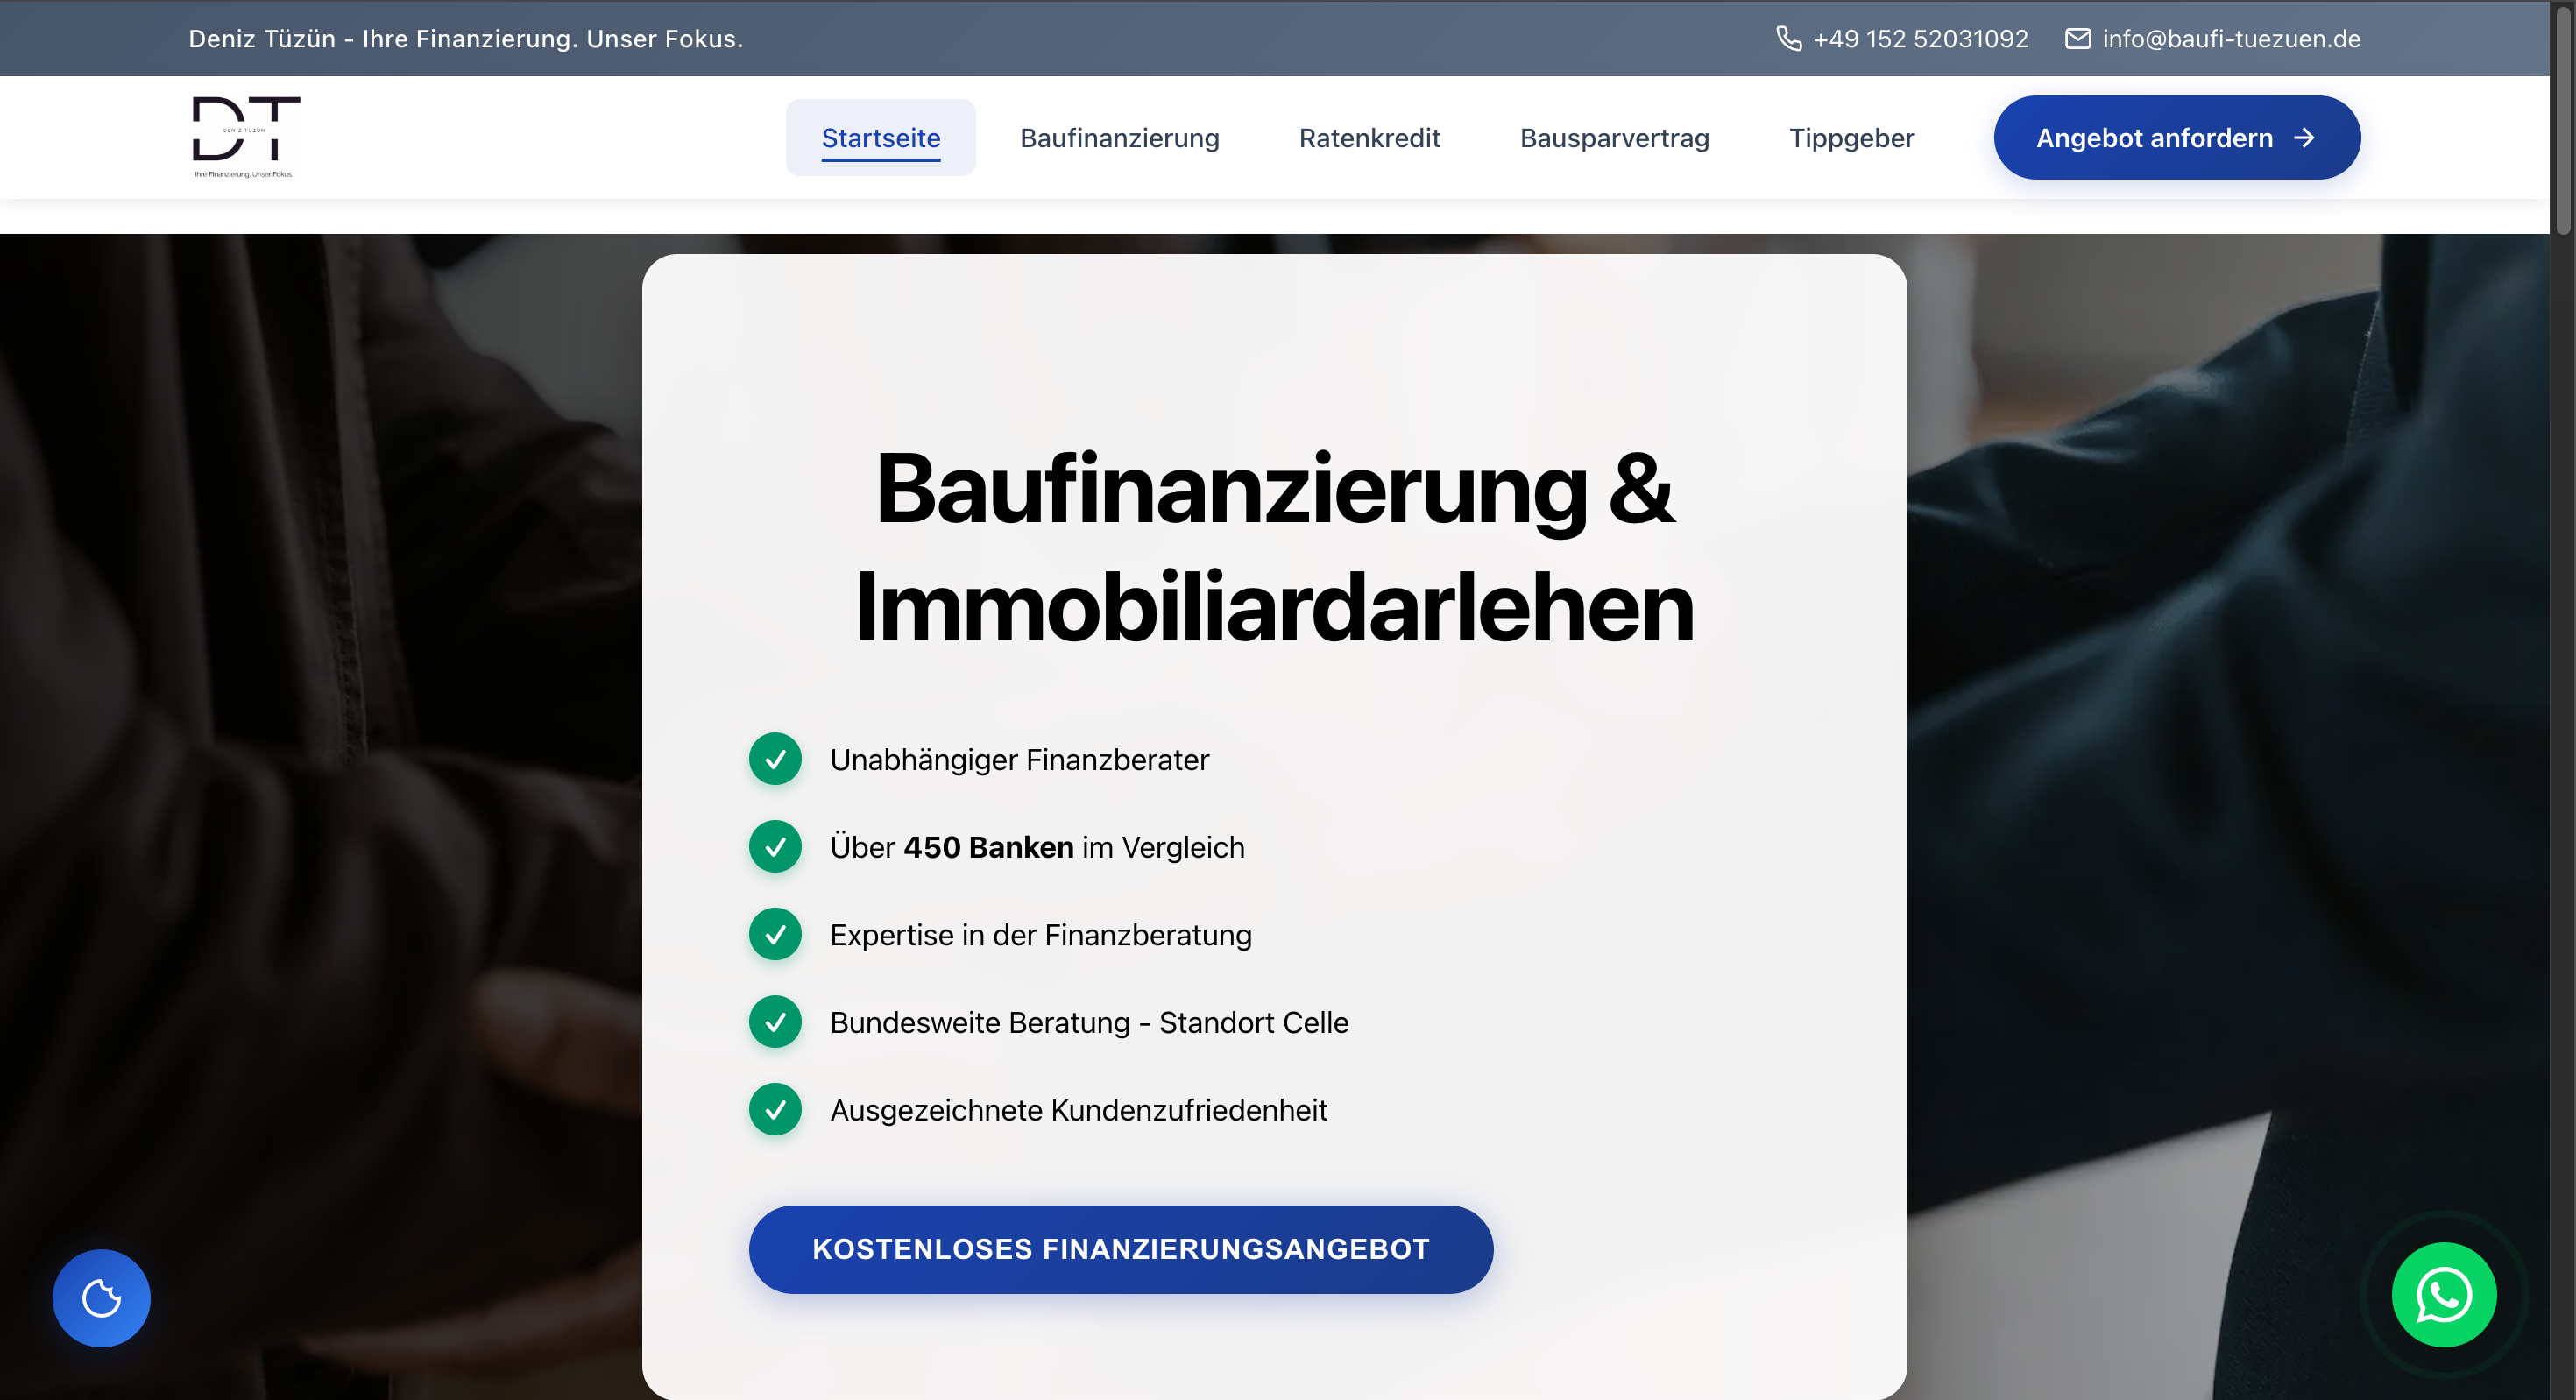 Deniz Tüzün - Ihre Finanzierung. Unser Fokus.
+49 152 52031092
info@baufi-tuezuen.de
DT
DENIZ TÜZÜN
Ihre Finanzierung. Unser Fokus.
Startseite
Baufinanzierung
Ratenkredit
Bausparvertrag
Tippgeber
Angebot anfordern →
Baufinanzierung &
Immobiliardarlehen
Unabhängiger Finanzberater
Über 450 Banken im Vergleich
Expertise in der Finanzberatung
Bundesweite Beratung - Standort Celle
Ausgezeichnete Kundenzufriedenheit
KOSTENLOSES FINANZIERUNGSANGEBOT